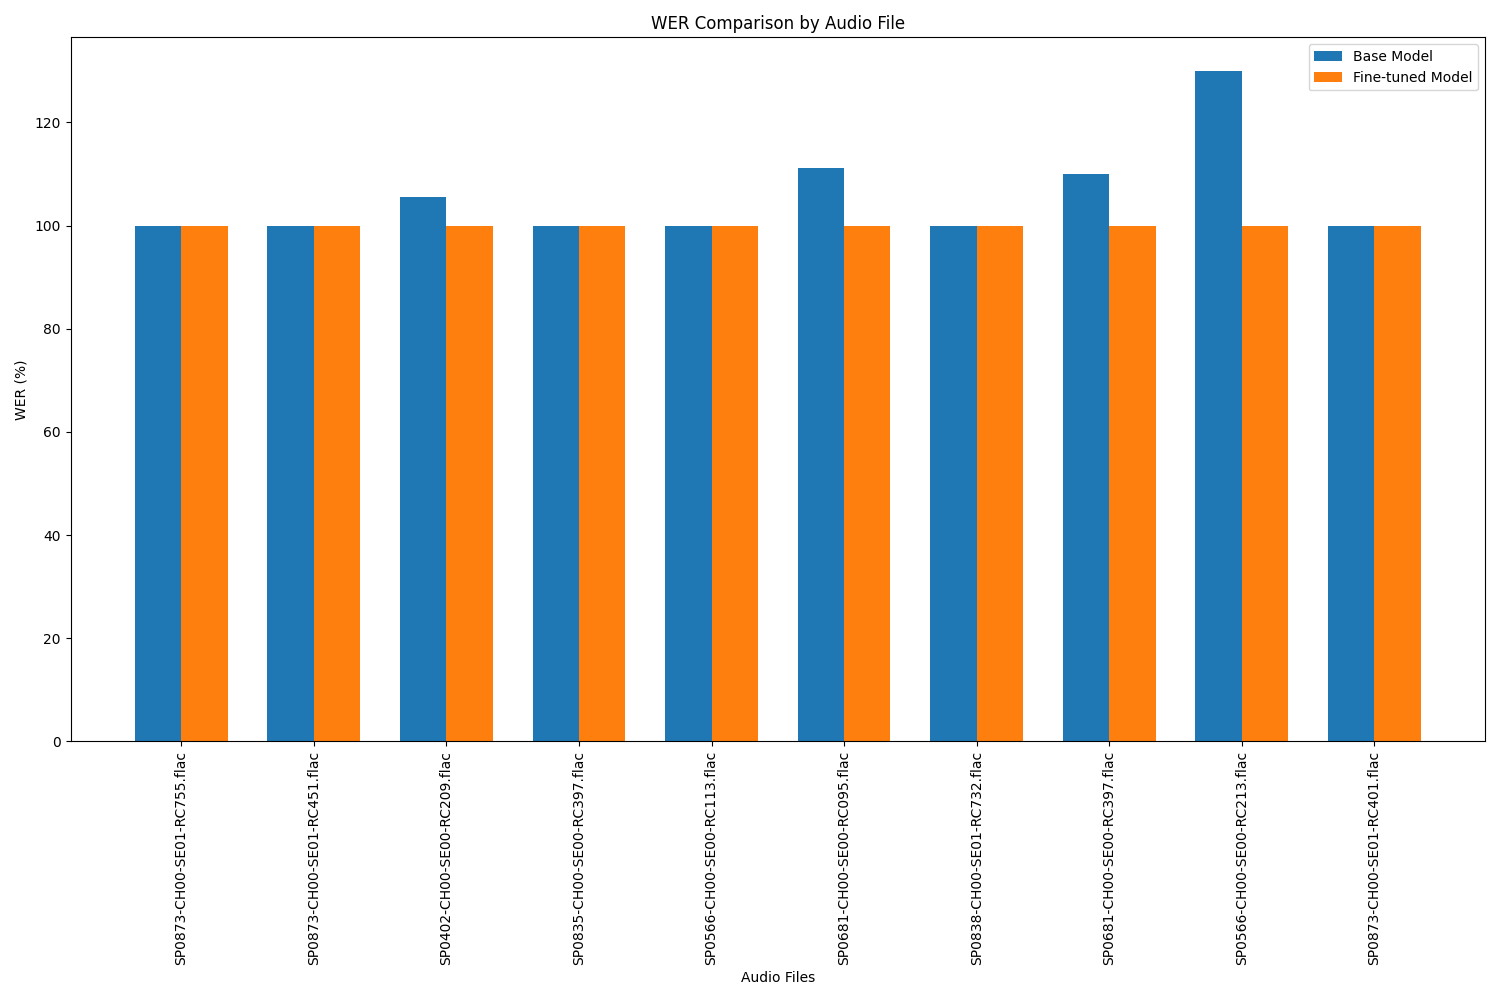 WER Comparison by Audio File
Base Model
Fine-tuned Model
WER (%)
120
100
80
60
40
20
0
SP0873-CH00-SE01-RC755.flac
SP0873-CH00-SE01-RC451.flac
SP0402-CH00-SE00-RC209.flac
SP0835-CH00-SE00-RC397.flac
SP0566-CH00-SE00-RC113.flac
SP0681-CH00-SE00-RC095.flac
SP0838-CH00-SE01-RC732.flac
SP0681-CH00-SE00-RC397.flac
SP0566-CH00-SE00-RC213.flac
SP0873-CH00-SE01-RC401.flac
Audio Files